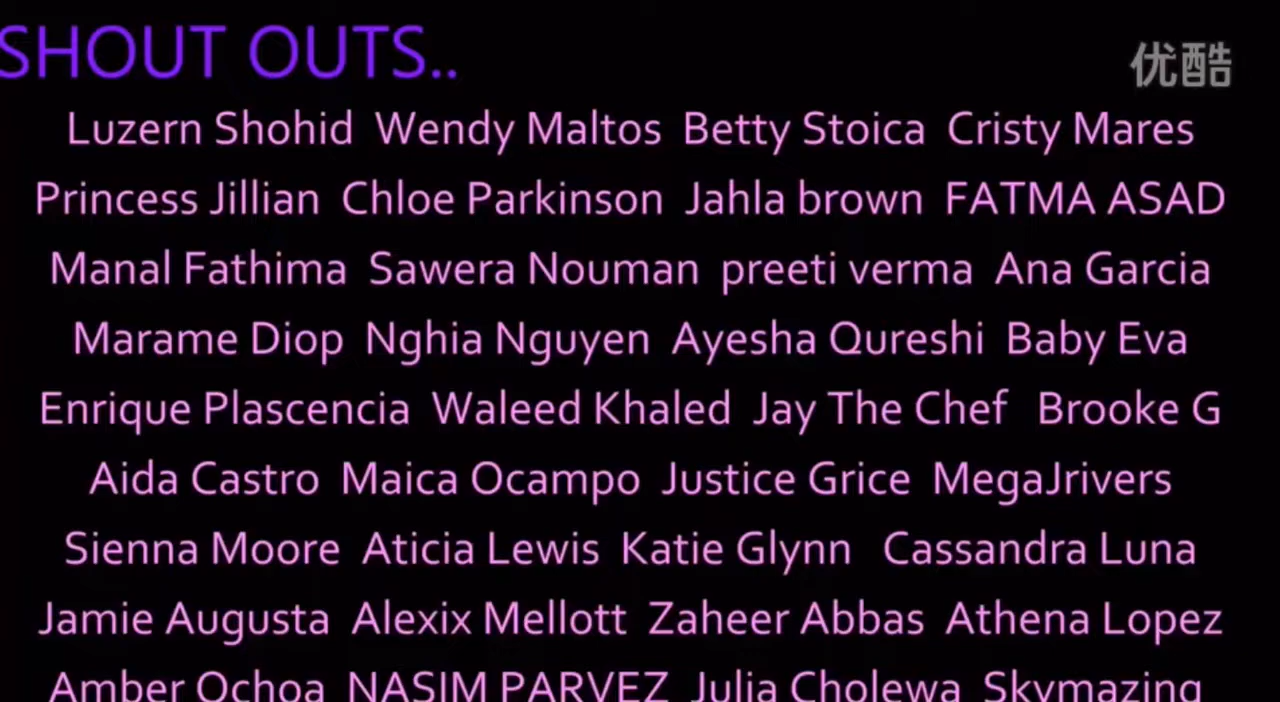 SHOUT OUTS..
优酷
Luzern Shohid Wendy Maltos Betty Stoica Cristy Mares
Princess Jillian Chloe Parkinson Jahla brown FATMA ASAD
Manal Fathima Sawera Nouman preeti verma Ana Garcia
Marame Diop Nghia Nguyen Ayesha Qureshi Baby Eva
Enrique Plascencia Waleed Khaled Jay The Chef Brooke G
Aida Castro Maica Ocampo Justice Grice MegaJrivers
Sienna Moore Aticia Lewis Katie Glynn Cassandra Luna
Jamie Augusta Alexix Mellott Zaheer Abbas Athena Lopez
Amber Ochoa NASIM PARVEZ Julia Cholewa Skymazing